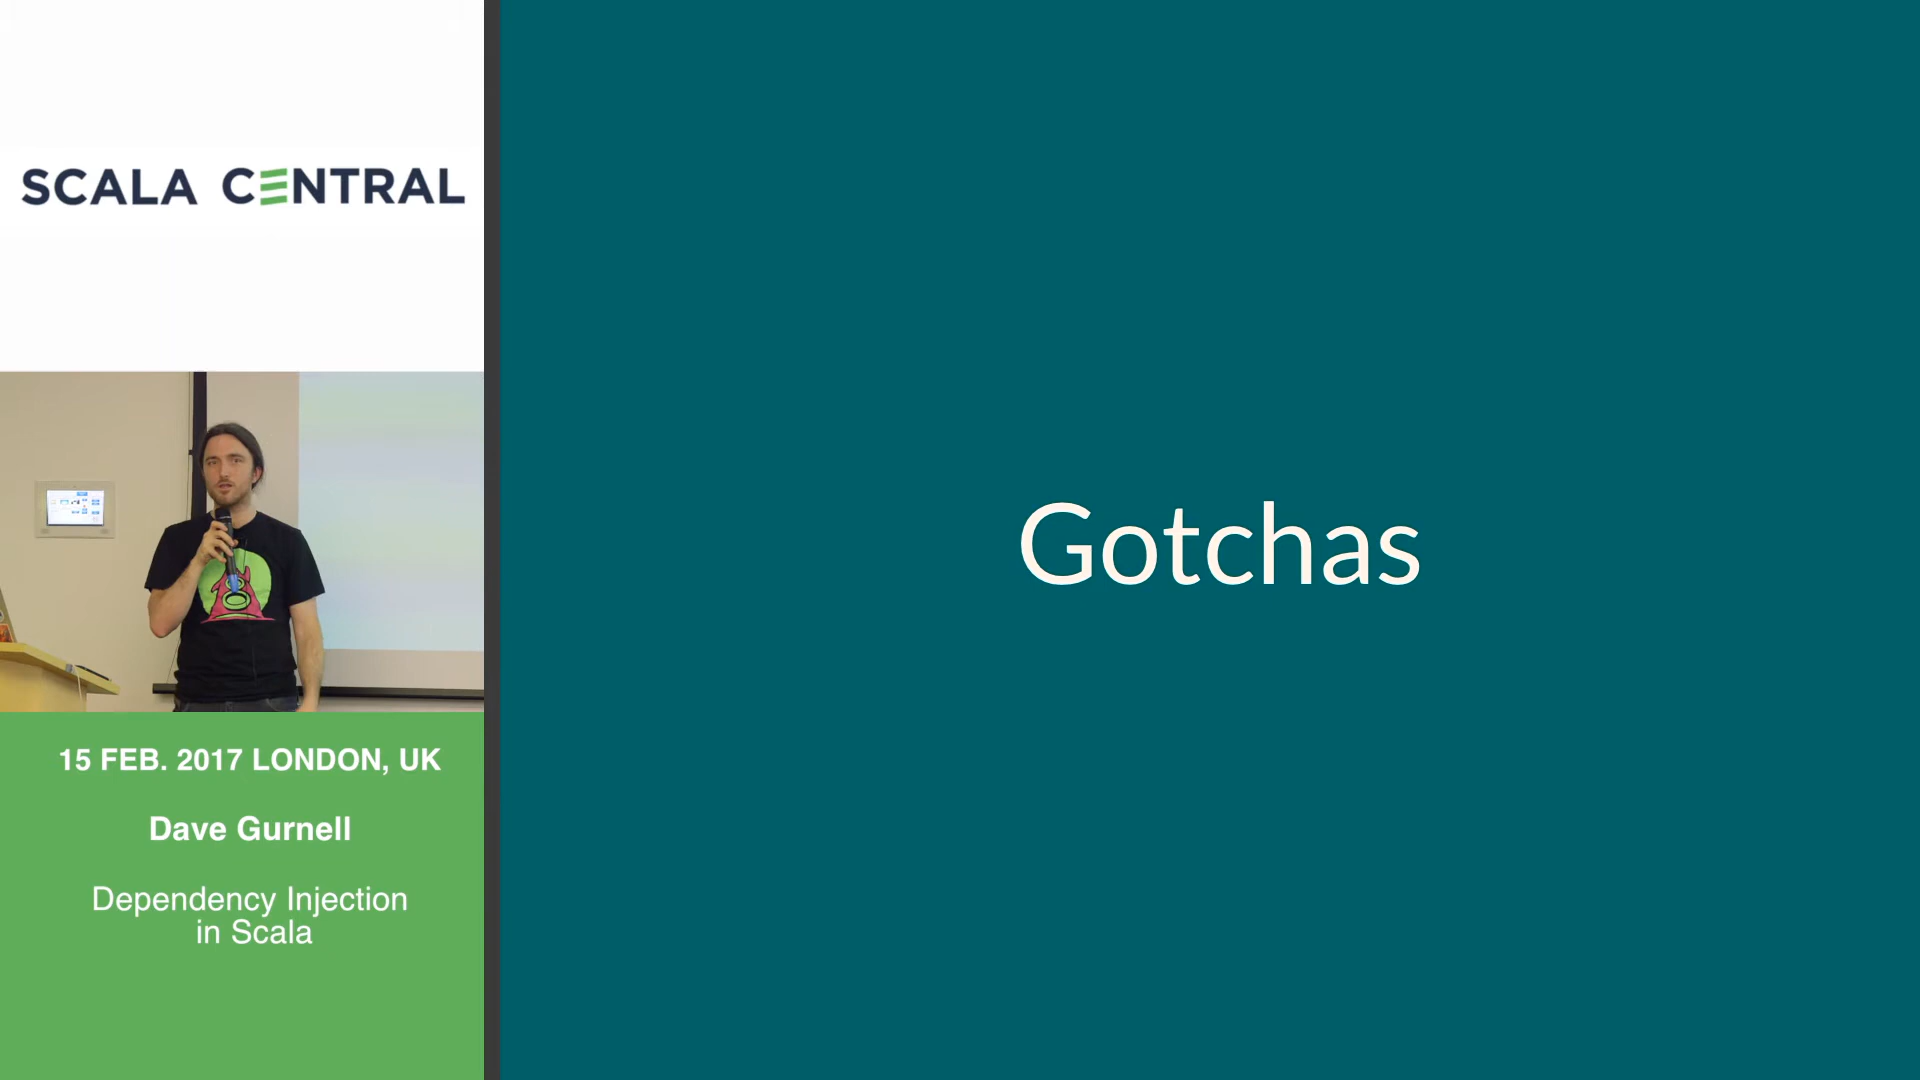 SCALA CENTRAL
15 FEB. 2017 LONDON, UK
Dave Gurnell
Dependency Injection
in Scala
Gotchas